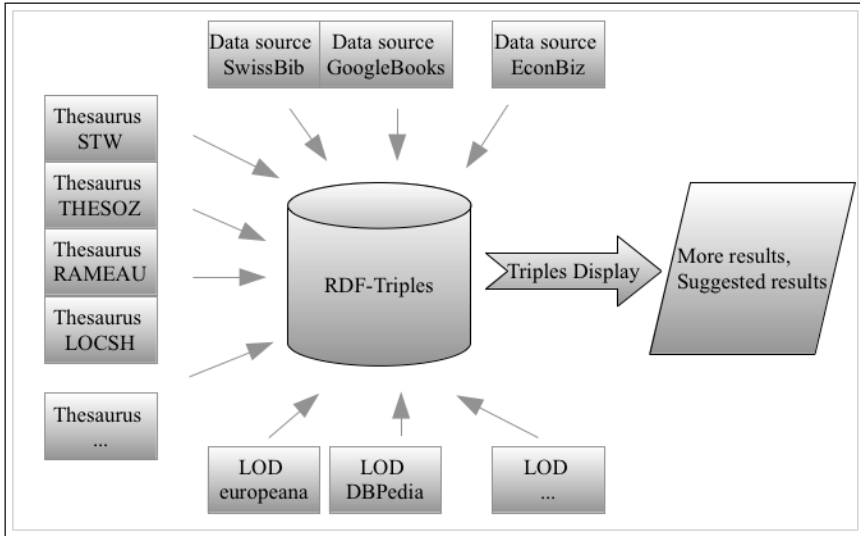 Data source
SwissBib
Data source
GoogleBooks
Data source
EconBiz
Thesaurus
STW
Thesaurus
THESOZ
Thesaurus
RAMEAU
Thesaurus
LOCSH
Thesaurus
...
RDF-Triples
Triples Display
More results,
Suggested results
LOD
europeana
LOD
DBPedia
LOD
...